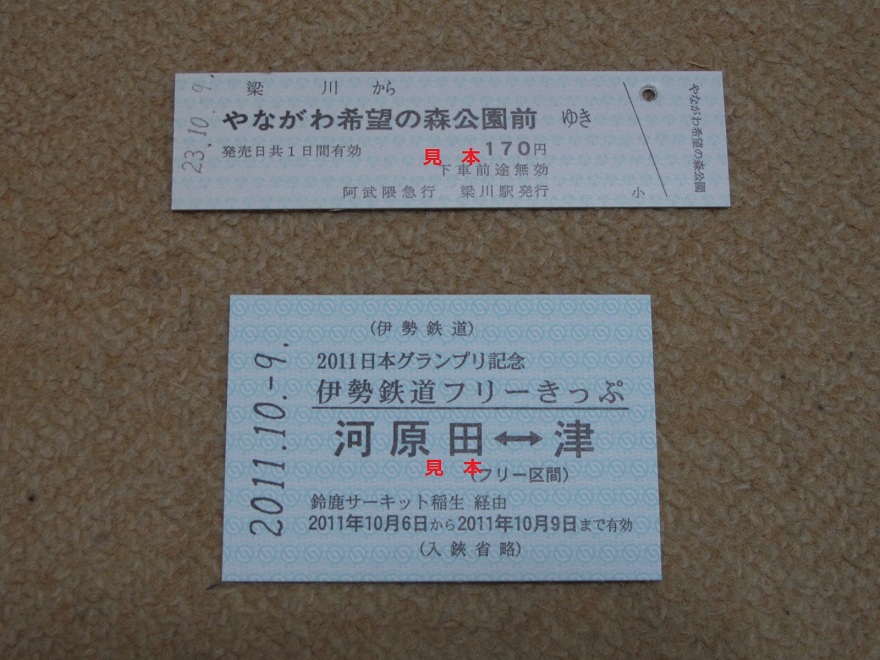 23.10.9.
梁川から
やながわ希望の森公園前 ゆき
発売日共1日間有効
見本 170円
下車前途無効
阿武隈急行 梁川駅発行
小
やながわ希望の森公園
(伊勢鉄道)
2011日本グランプリ記念
伊勢鉄道フリーきっぷ
2011.10.-9.
河原田↔津
見本
(フリー区間)
鈴鹿サーキット稲生 経由
2011年10月6日から2011年10月9日まで有効
(入鋏省略)